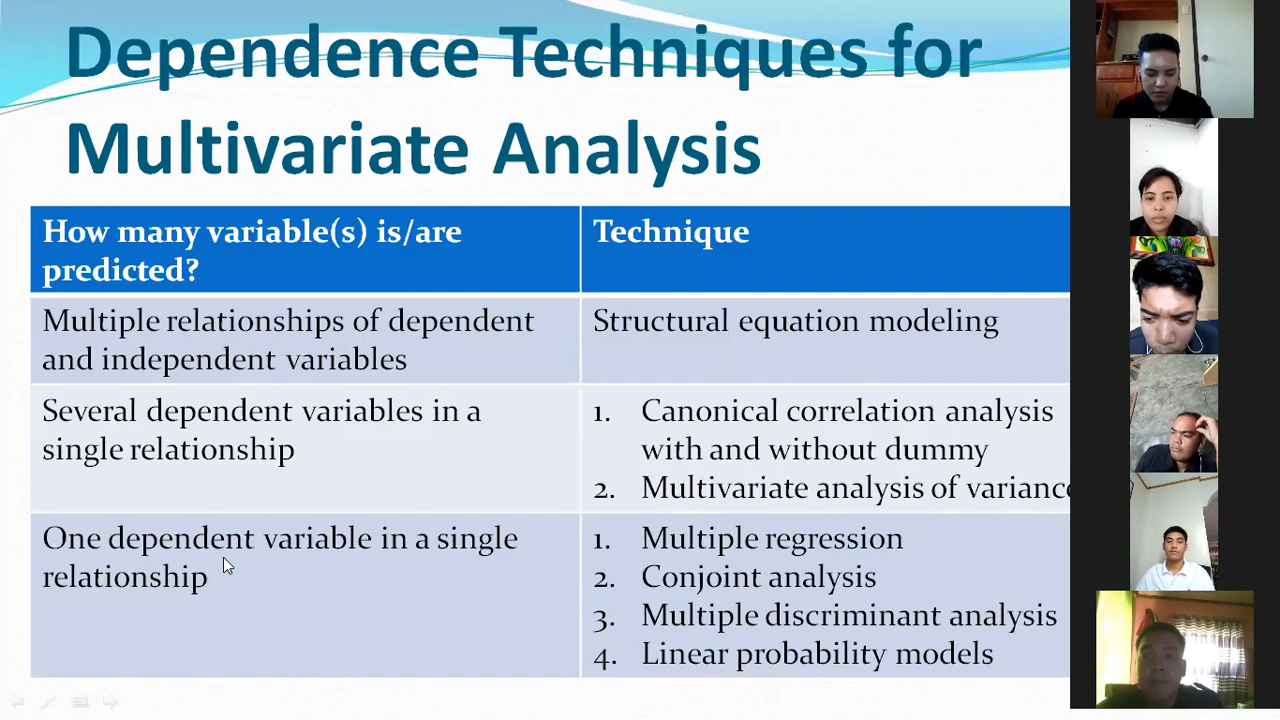 Dependence Techniques for
Multivariate Analysis
How many variable(s) is/are
predicted?
Technique
Multiple relationships of dependent
and independent variables
Structural equation modeling
Several dependent variables in a
single relationship
1. Canonical correlation analysis
with and without dummy
2. Multivariate analysis of variance
One dependent variable in a single
relationship
1. Multiple regression
2. Conjoint analysis
3. Multiple discriminant analysis
4. Linear probability models